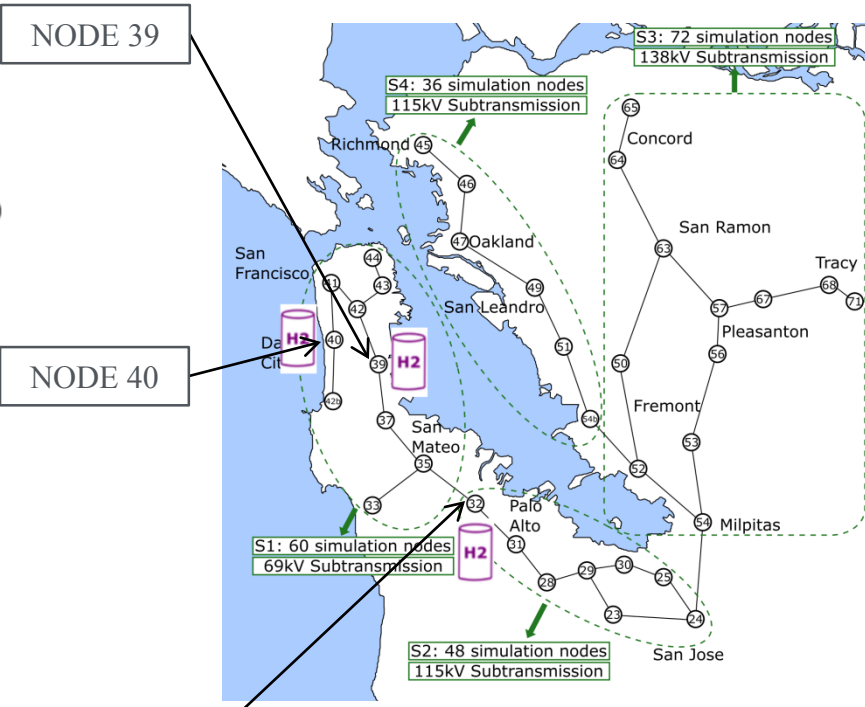 NODE 39
S3: 72 simulation nodes
138kV Subtransmission
S4: 36 simulation nodes
115kV Subtransmission
65
Concord
Richmond
45
64
46
San Ramon
47
Oakland
63
San
Francisco
44
Tracy
41
43
49
68
San Leandro
67
71
42
57
H2
40
Pleasanton
Da
Cit
51
56
39
H2
50
NODE 40
42b
Fremont
37
54b
San
Mateo
53
35
52
33
32
Palo
Alto
54
Milpitas
31
S1: 60 simulation nodes
69kV Subtransmission
H2
28
29
30
25
23
24
S2: 48 simulation nodes
115kV Subtransmission
San Jose